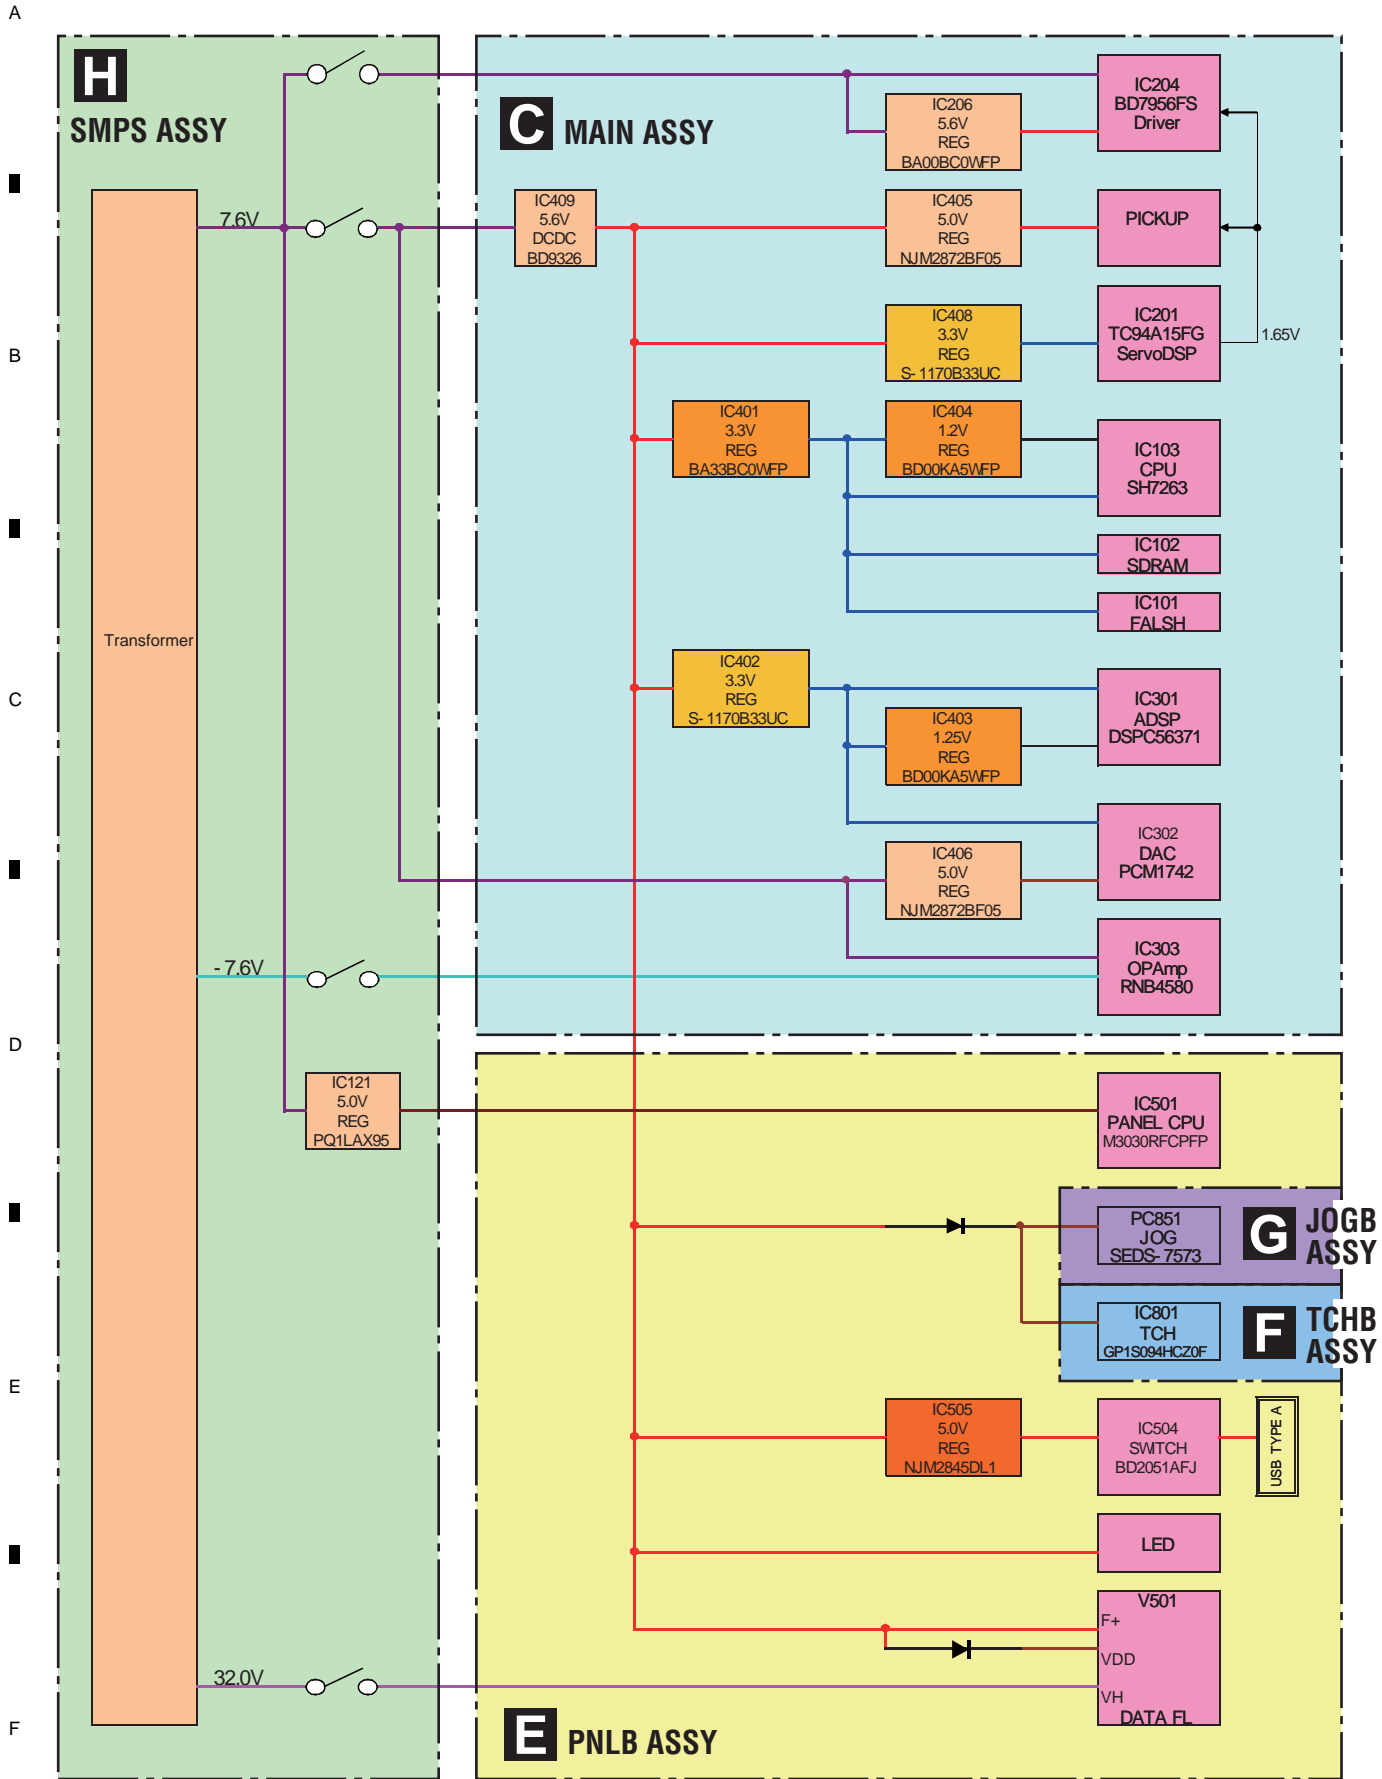 A
H
SMPS ASSY
C MAIN ASSY
IC204
BD7956FS
Driver
IC206
5.6V
REG
BA00BC0WFP
7.6V
IC409
5.6V
DCDC
BD9326
IC405
5.0V
REG
NJM2872BF05
PICKUP
B
IC408
3.3V
REG
S- 1170B33UC
IC201
TC94A15FG
ServoDSP
1.65V
IC401
3.3V
REG
BA33BC0WFP
IC404
1.2V
REG
BD00KA5WFP
IC103
CPU
SH7263
IC102
SDRAM
IC101
FALSH
Transformer
C
IC402
3.3V
REG
S- 1170B33UC
IC403
1.25V
REG
BD00KA5WFP
IC301
ADSP
DSPC56371
IC302
DAC
PCM1742
IC406
5.0V
REG
NJM2872BF05
- 7.6V
IC303
OPAmp
RNB4580
D
IC121
5.0V
REG
PQ1LAX95
IC501
PANEL CPU
M3030RFCPFP
PC851
JOG
SEDS- 7573
G JOGB
ASSY
IC801
TCH
GP1S094HCZ0F
F TCHB
ASSY
E
IC505
5.0V
REG
NJM2845DL1
IC504
SWITCH
BD2051AFJ
USB TYPE A
LED
V501
F+
VDD
VH
DATA FL
32.0V
F
E PNLB ASSY